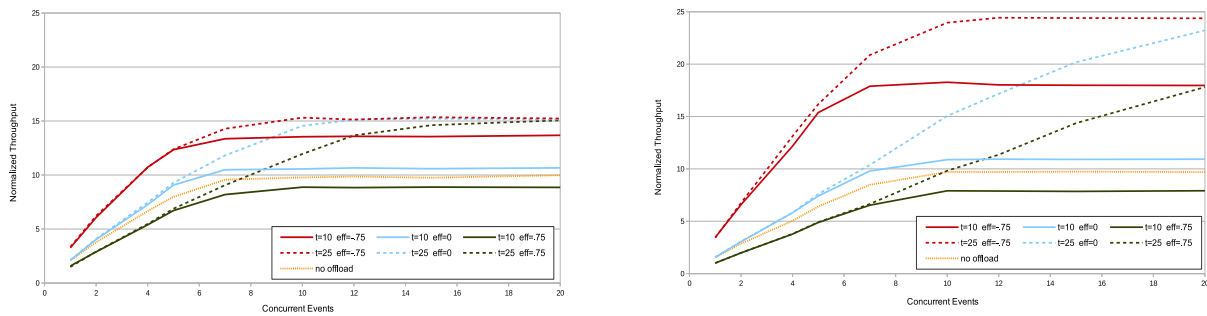 25
20
15
10
5
0
Normalized Throughput
0 2 4 6 8 10 12 14 16 18 20
Concurrent Events
t=10 eff=-.75 t=10 eff=0 t=10 eff=.75
t=25 eff=-.75 t=25 eff=0 t=25 eff=.75
no offload
25
20
15
10
5
0
Normalized Throughput
0 2 4 6 8 10 12 14 16 18 20
Concurrent Events
t=10 eff=-.75 t=10 eff=0 t=10 eff=.75
t=25 eff=-.75 t=25 eff=0 t=25 eff=.75
no offload